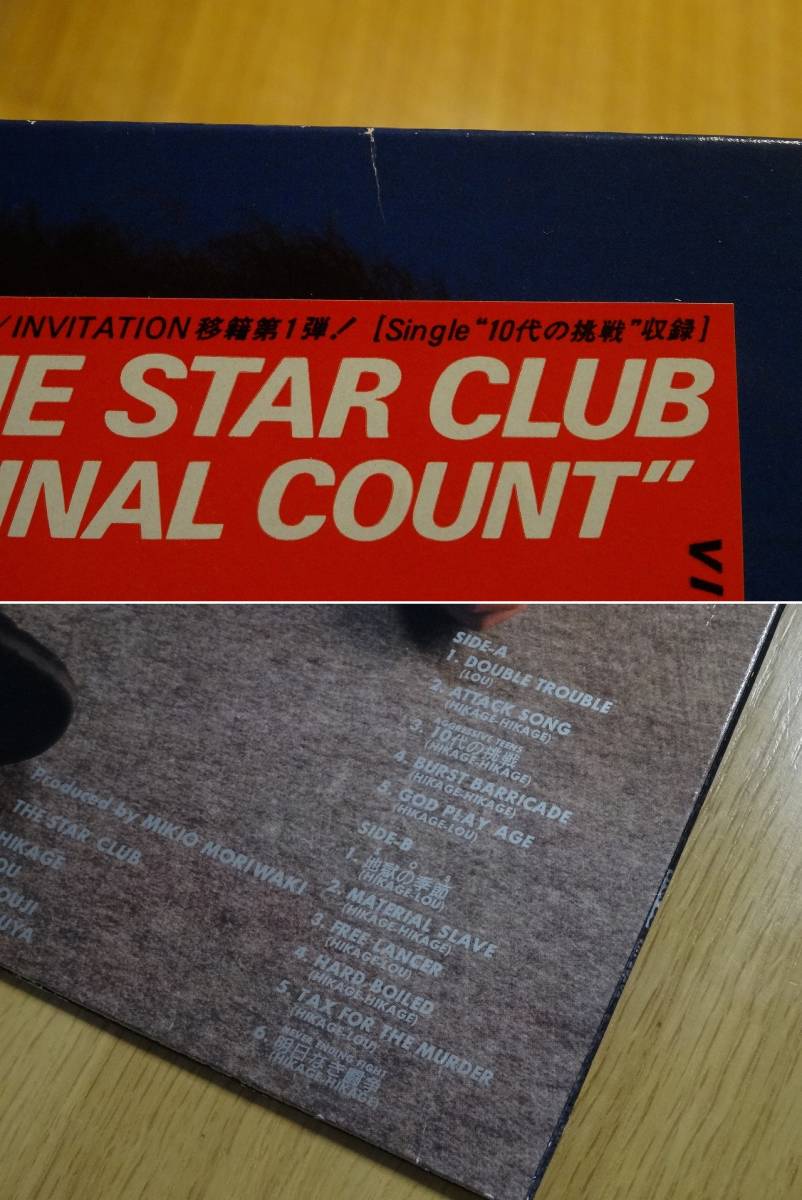 /INVITATION移籍第1弾! [Single “10代の挑戦”収録]
HE STAR CLUB
INAL COUNT”
VI
SIDE-A
1. DOUBLE TROUBLE
(LOU)
2. ATTACK SONG
(HIKAGE-HIKAGE)
AGGRESSIVE TEENS
3. 10代の挑戦
(HIKAGE-HIKAGE)
4. BURST BARRICADE
(HIKAGE-HIKAGE)
5. GOD PLAY AGE
(HIKAGE-LOU)
SIDE-B
1. 地獄の季節
(HIKAGE-LOU)
2. MATERIAL SLAVE
(HIKAGE-HIKAGE)
3. FREE LANCER
(HIKAGE-LOU)
4. HARD BOILED
(HIKAGE-HIKAGE)
5. TAX FOR THE MURDER
(HIKAGE-LOU)
NEVER ENDING FIGHT
6. 明日なき闘争
(HIKAGE-HIKAGE)
Produced by MIKIO MORIWAKI
THE STAR CLUB
HIKAGE
OU
OUJI
UYA